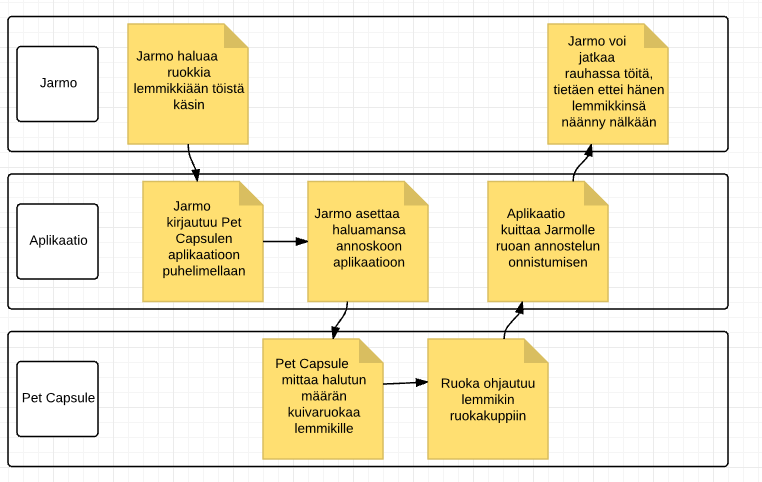 Jarmo
Jarmo haluaa
ruokkia
lemmikkiään töistä
käsin
Jarmo voi
jatkaa
rauhassa töitä,
tietäen ettei hänen
lemmikkinsä
näänny nälkään
Aplikaatio
Jarmo
kirjautuu Pet
Capsulen
aplikaatioon
puhelimellaan
Jarmo asettaa
haluamansa
annoskoon
aplikaatioon
Aplikaatio
kuittaa Jarmolle
ruoan annostelun
onnistumisen
Pet Capsule
Pet Capsule
mittaa halutun
määrän
kuivaruokaa
lemmikille
Ruoka ohjautuu
lemmikin
ruokakuppiin